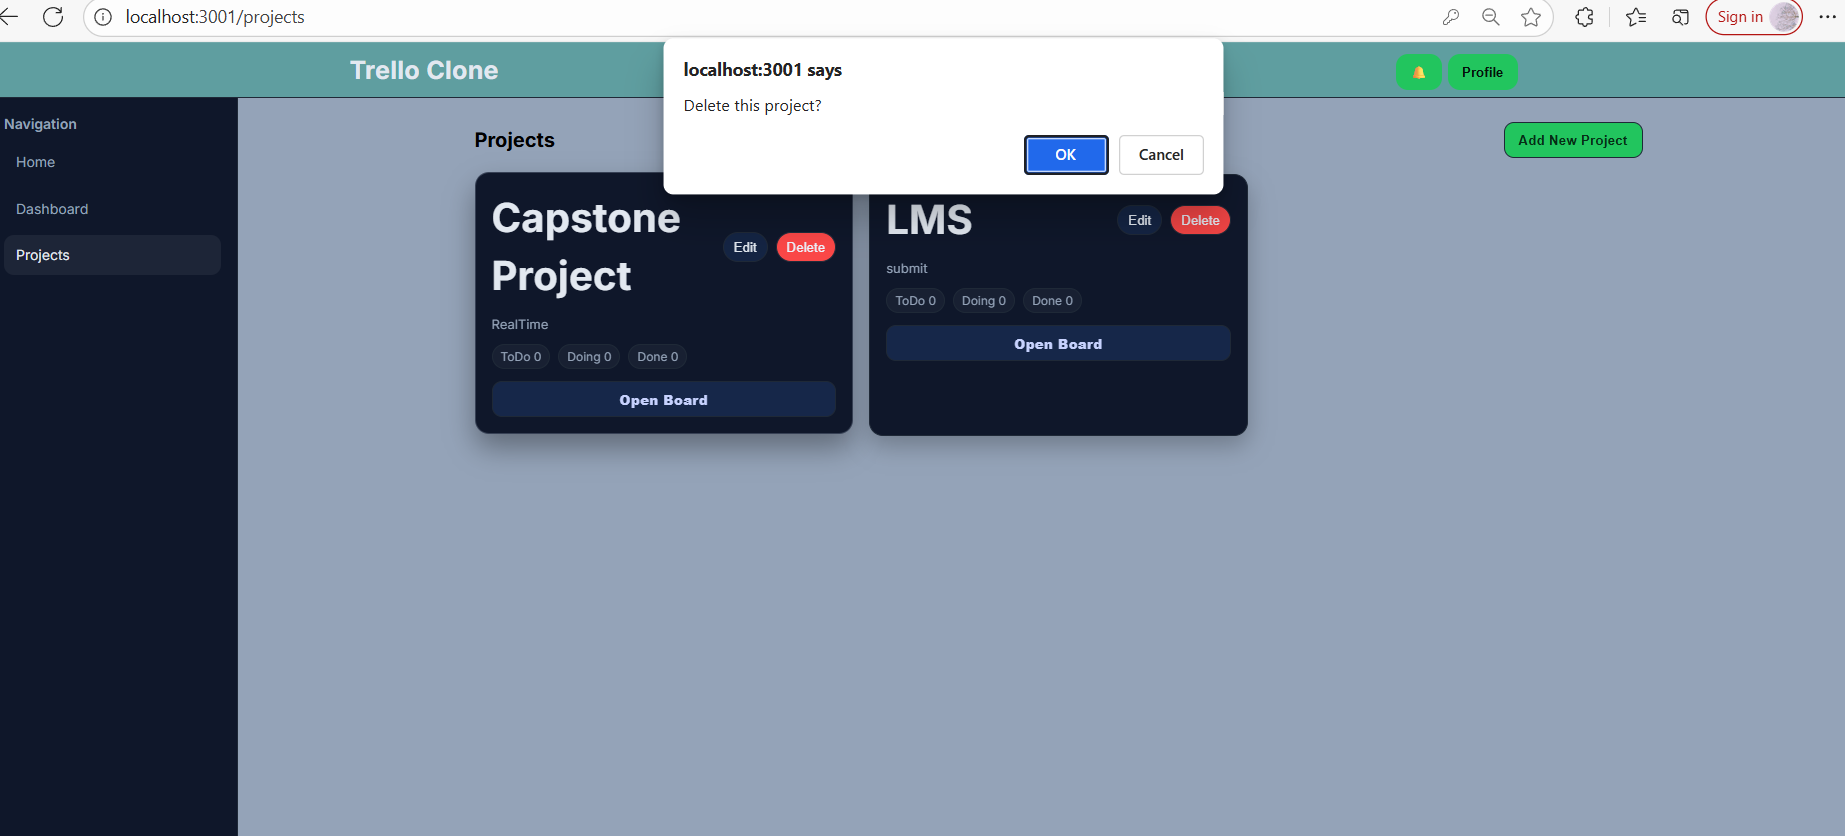 localhost:3001/projects
Sign in
Trello Clone
localhost:3001 says
Delete this project?
OK
Cancel
Profile
Navigation
Home
Dashboard
Projects
Projects
Add New Project
Capstone
Project
Edit
Delete
RealTime
ToDo 0
Doing 0
Done 0
Open Board
LMS
Edit
Delete
submit
ToDo 0
Doing 0
Done 0
Open Board